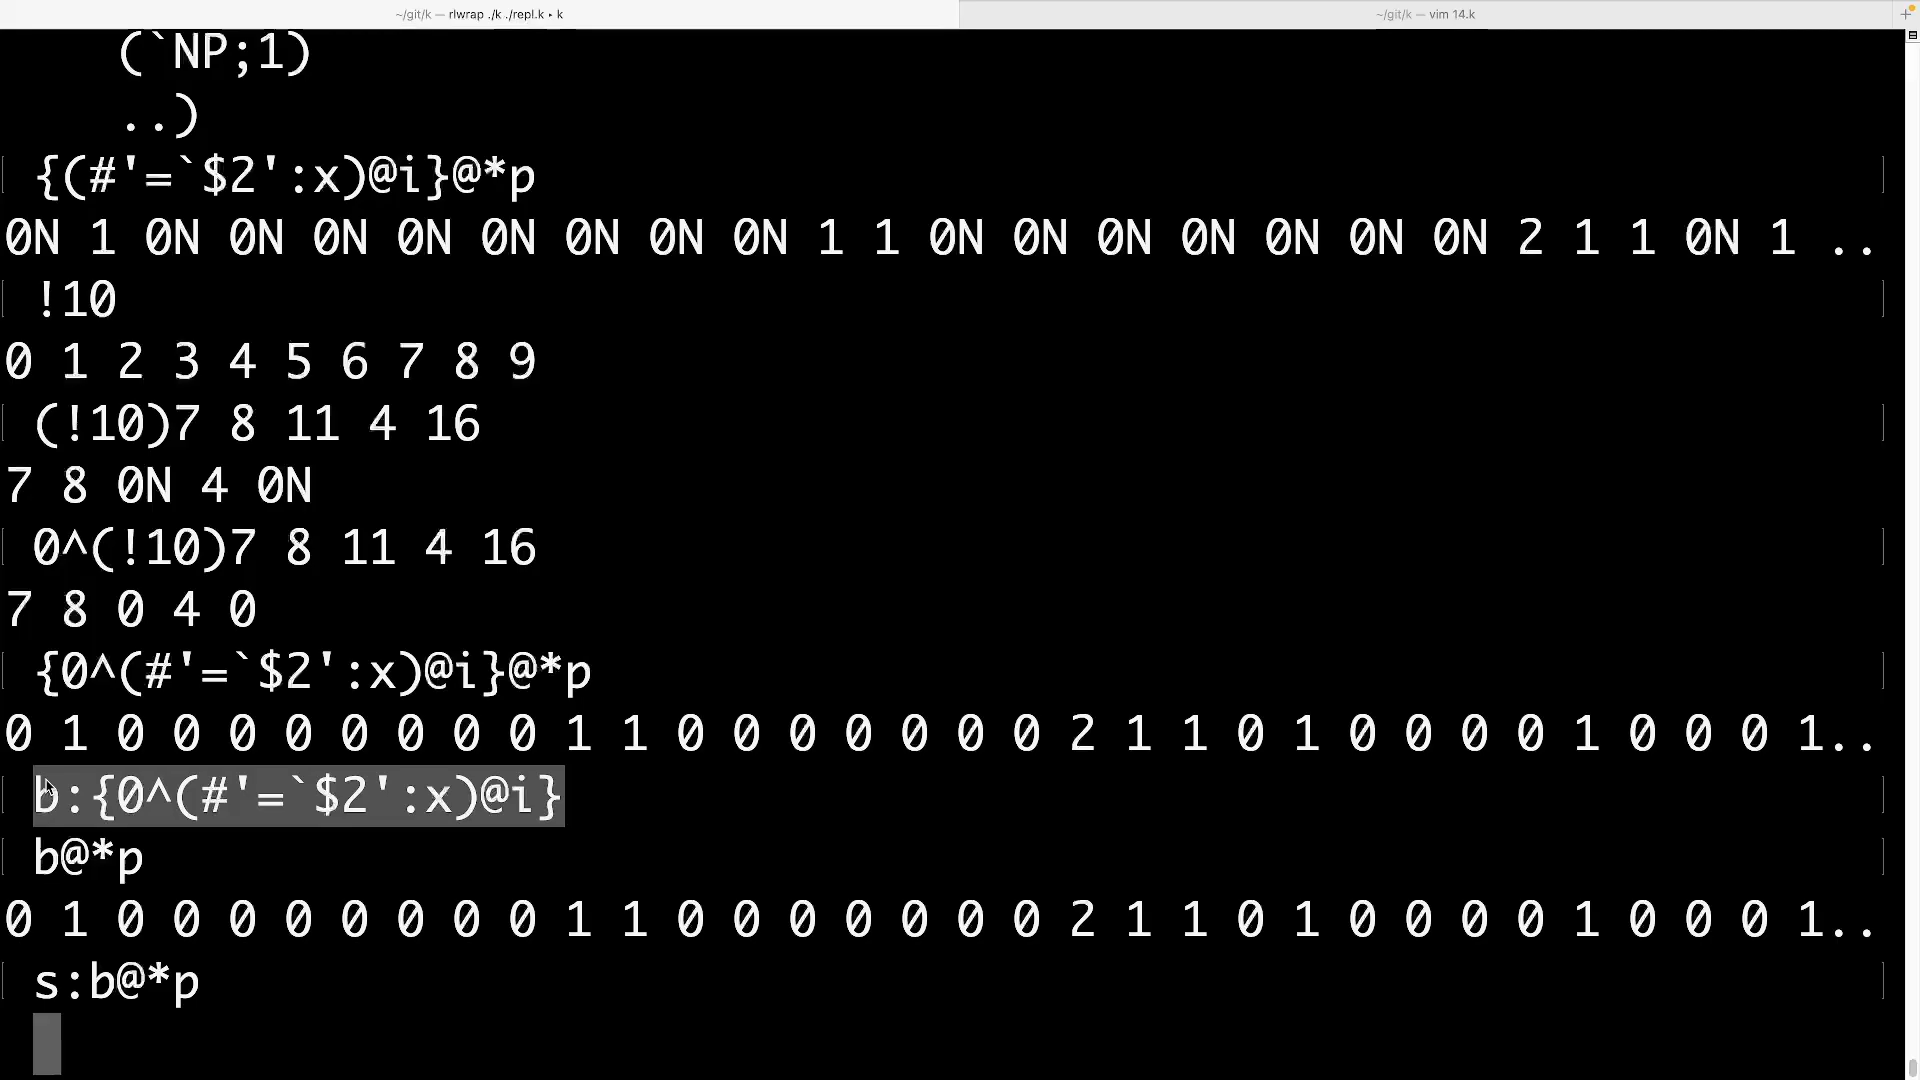 ~/git/k — rlwrap ./k ./repl.k ▸ k
~/git/k — vim 14.k
(`NP;1)
..)
{(#'=`$2':x)@i}@*p
0N 1 0N 0N 0N 0N 0N 0N 0N 0N 1 1 0N 0N 0N 0N 0N 0N 0N 2 1 1 0N 1 ..
!10
0 1 2 3 4 5 6 7 8 9
(!10)7 8 11 4 16
7 8 0N 4 0N
0^(!10)7 8 11 4 16
7 8 0 4 0
{0^(#'=`$2':x)@i}@*p
0 1 0 0 0 0 0 0 0 0 1 1 0 0 0 0 0 0 0 2 1 1 0 1 0 0 0 0 1 0 0 0 1..
b:{0^(#'=`$2':x)@i}
b@*p
0 1 0 0 0 0 0 0 0 0 1 1 0 0 0 0 0 0 0 2 1 1 0 1 0 0 0 0 1 0 0 0 1..
s:b@*p